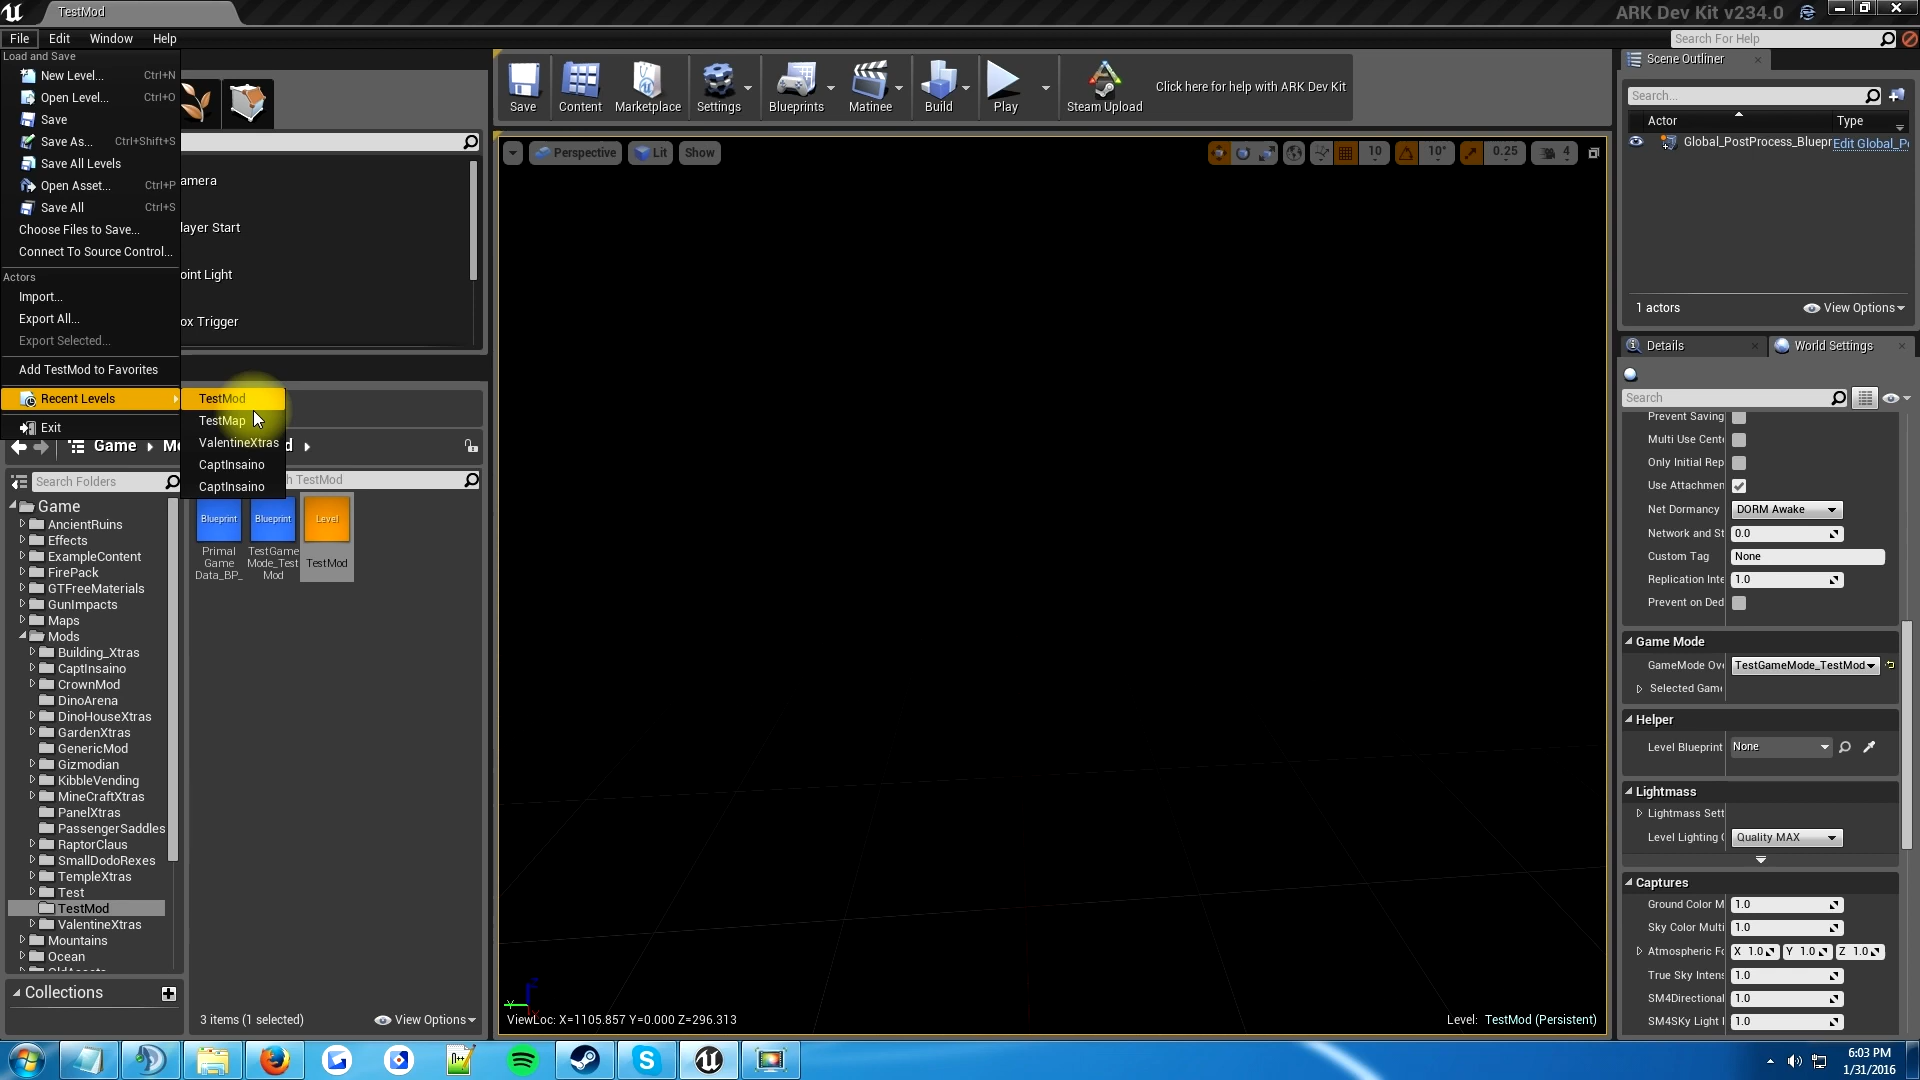 TestMod
ARK Dev Kit v234.0
File Edit Window Help
Search For Help
Load and Save
New Level... Ctrl+N
Open Level... Ctrl+O
Save
Save As... Ctrl+Shift+S
Save All Levels
Open Asset... Ctrl+P
Save All Ctrl+S
Choose Files to Save...
Connect To Source Control...
Actors
Import...
Export All...
Export Selected...
Add TestMod to Favorites
Recent Levels
Exit
TestMod
TestMap
ValentineXtras
CaptInsaino
CaptInsaino
amera
layer Start
oint Light
ox Trigger
Save
Content
Marketplace
Settings
Blueprints
Matinee
Build
Play
Steam Upload
Click here for help with ARK Dev Kit
Perspective
Lit
Show
10
10°
0.25
4
Game
Search Folders
h TestMod
Game
AncientRuins
Effects
ExampleContent
FirePack
GTFreeMaterials
GunImpacts
Maps
Mods
Building_Xtras
CaptInsaino
CrownMod
DinoArena
DinoHouseXtras
GardenXtras
GenericMod
Gizmodian
KibbleVending
MineCraftXtras
PanelXtras
PassengerSaddles
RaptorClaus
SmallDodoRexes
TempleXtras
Test
TestMod
ValentineXtras
Mountains
Ocean
Collections
Blueprint
Primal
Game
Data_BP_
Blueprint
TestGame
Mode_Test
Mod
Level
TestMod
3 items (1 selected)
View Options
ViewLoc: X=1105.857 Y=0.000 Z=296.313
Level: TestMod (Persistent)
Scene Outliner
Search...
Actor Type
Global_PostProcess_Bluepr Edit Global_P
1 actors
View Options
Details
World Settings
Search
Prevent Saving
Multi Use Cent
Only Initial Rep
Use Attachmen
Net Dormancy DORM Awake
Network and St 0.0
Custom Tag None
Replication Inte 1.0
Prevent on Ded
Game Mode
GameMode Ov TestGameMode_TestMod
Selected Game
Helper
Level Blueprint None
Lightmass
Lightmass Sett
Level Lighting Quality MAX
Captures
Ground Color M 1.0
Sky Color Multi 1.0
Atmospheric Fo X 1.0 Y 1.0 Z 1.0
True Sky Intens 1.0
SM4Directional 1.0
SM4SKy Light I 1.0
6:03 PM
1/31/2016